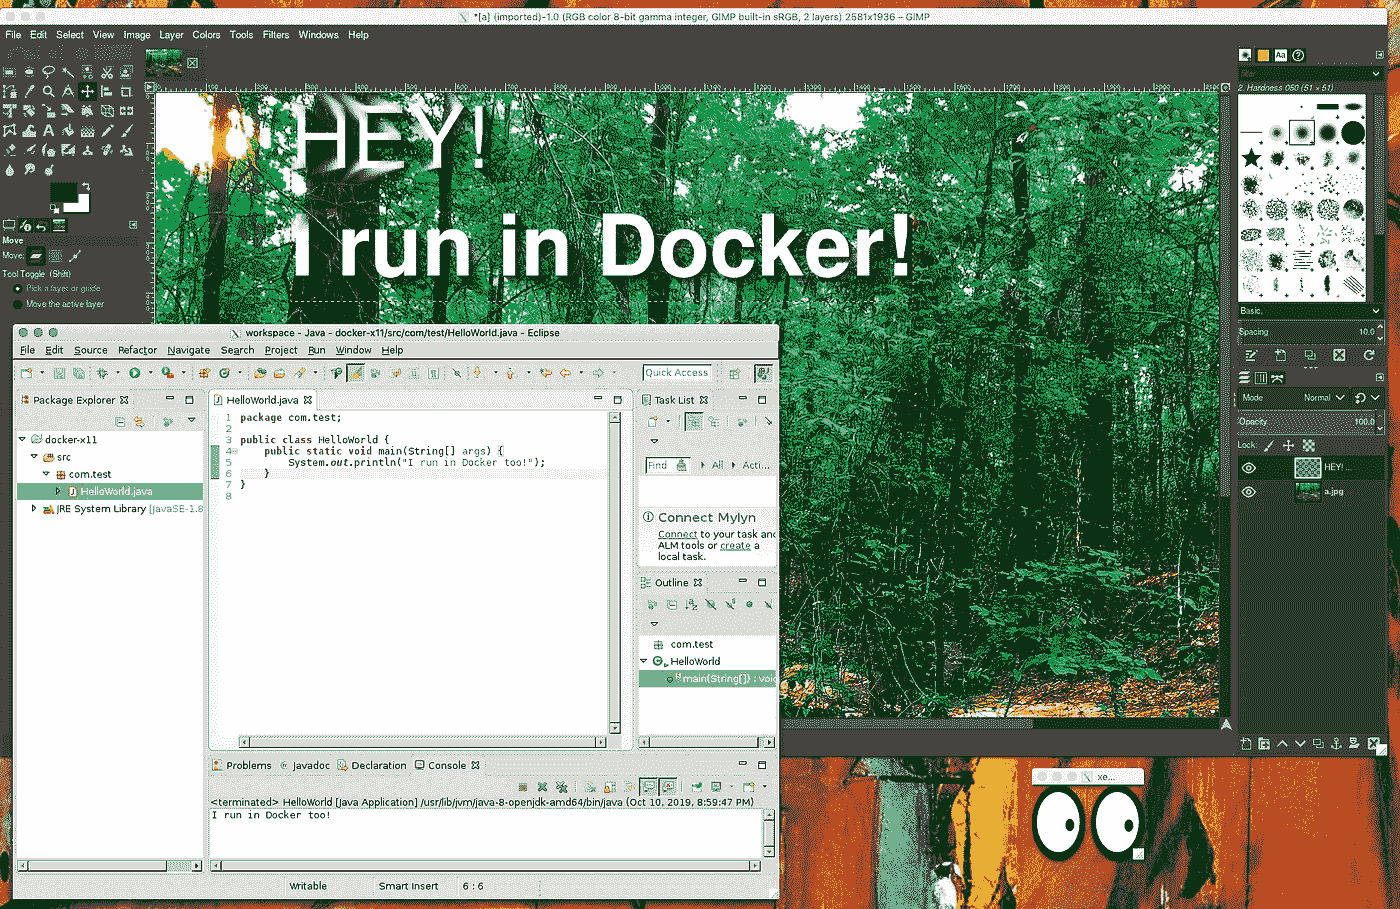 *[a] (imported)-1.0 (RGB color 8-bit gamma integer, GIMP built-in sRGB, 2 layers) 2581x1936 – GIMP
File Edit Select View Image Layer Colors Tools Filters Windows Help
HEY!
I run in Docker!
Move
Move:
Tool Toggle (Shift)
Pick a layer or guide
Move the active layer
2. Hardness 050 (51 × 51)
Basic,
Spacing 10.0
Mode Normal
Opacity 100.0
Lock:
HEY! ...
a.jpg
workspace - Java - docker-x11/src/com/test/HelloWorld.java - Eclipse
File Edit Source Refactor Navigate Search Project Run Window Help
Quick Access
Package Explorer
docker-x11
src
com.test
HelloWorld.java
JRE System Library [JavaSE-1.8
HelloWorld.java
1 package com.test;
2
3 public class HelloWorld {
4 public static void main(String[] args) {
5 System.out.println("I run in Docker too!");
6 }
7 }
8
Task List
Find All Acti...
Connect Mylyn
Connect to your task and
ALM tools or create a
local task.
Outline
com.test
HelloWorld
main(String[]) : void
Problems Javadoc Declaration Console
<terminated> HelloWorld [Java Application] /usr/lib/jvm/java-8-openjdk-amd64/bin/java (Oct 10, 2019, 8:59:47 PM)
I run in Docker too!
Writable Smart Insert 6 : 6
xe...